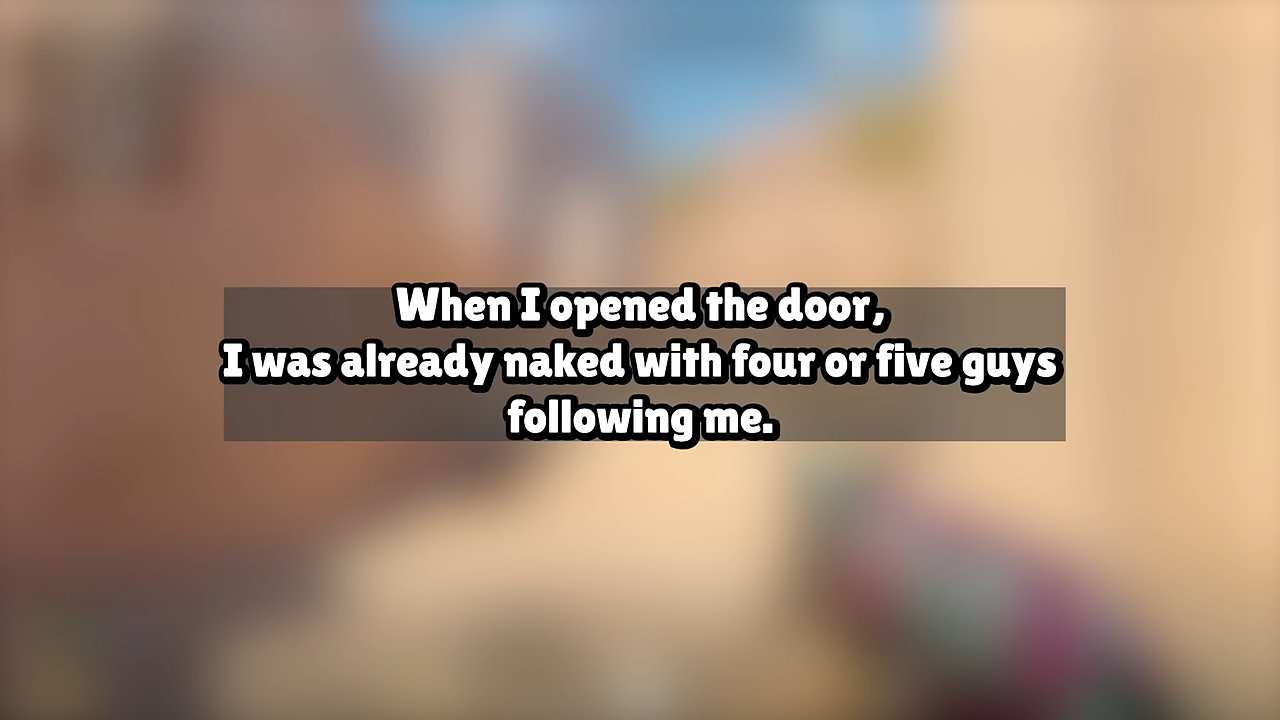 When I opened the door,
I was already naked with four or five guys
following me.